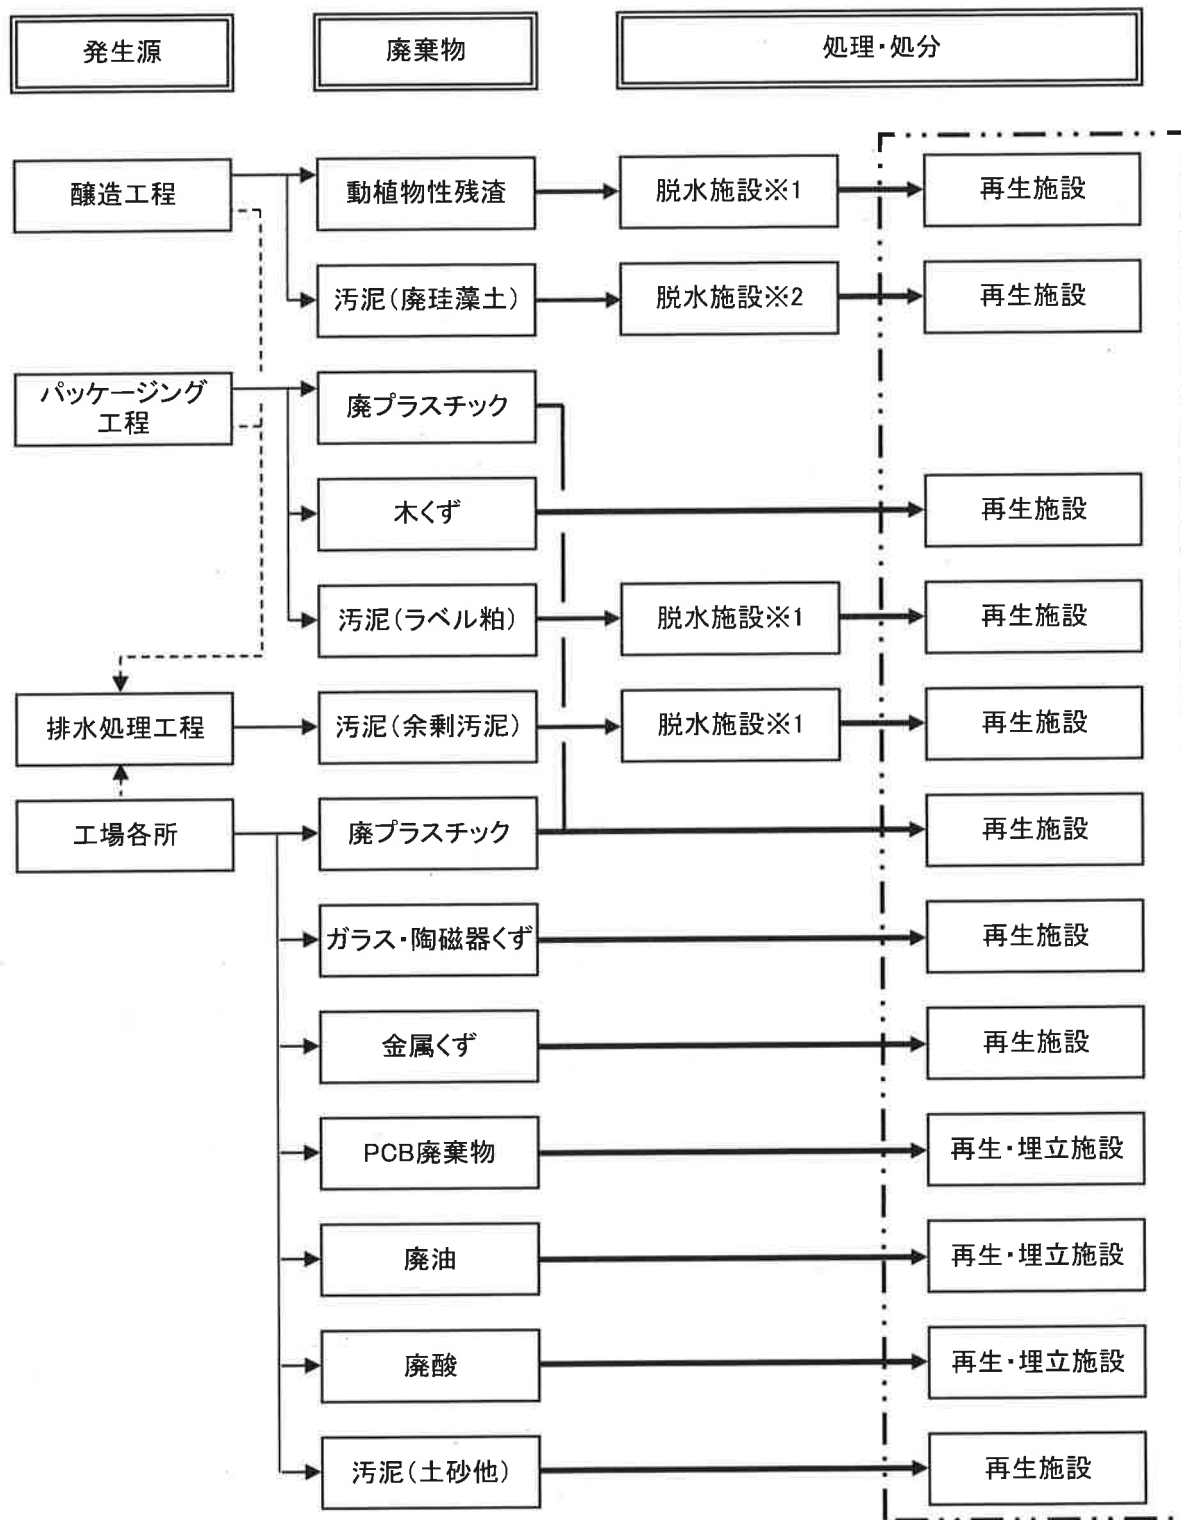 発生源
廃棄物
処理・処分
醸造工程
動植物性残渣
脱水施設※1
再生施設
汚泥(廃珪藻土)
脱水施設※2
再生施設
パッケージング
工程
廃プラスチック
木くず
再生施設
汚泥(ラベル粕)
脱水施設※1
再生施設
排水処理工程
汚泥(余剰汚泥)
脱水施設※1
再生施設
工場各所
廃プラスチック
再生施設
ガラス・陶磁器くず
再生施設
金属くず
再生施設
PCB廃棄物
再生・埋立施設
廃油
再生・埋立施設
廃酸
再生・埋立施設
汚泥(土砂他)
再生施設